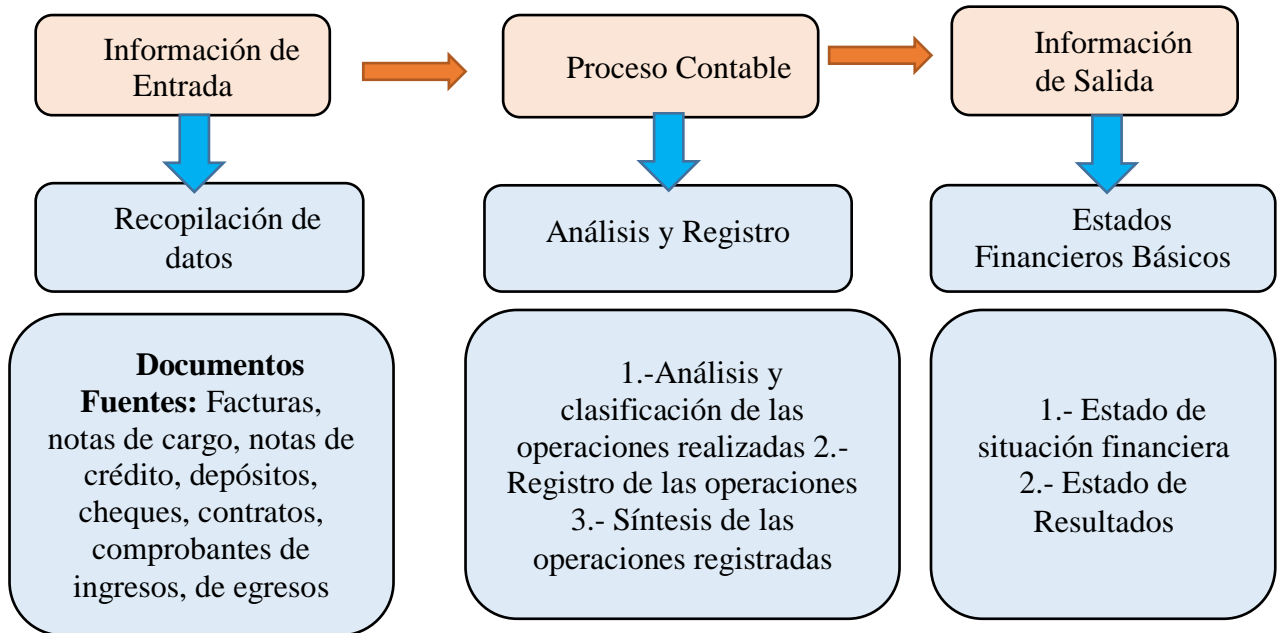 Información de
Entrada
Proceso Contable
Información
de Salida
Recopilación de
datos
Análisis y Registro
Estados
Financieros Básicos
Documentos
Fuentes: Facturas,
notas de cargo, notas de
crédito, depósitos,
cheques, contratos,
comprobantes de
ingresos, de egresos
1.-Análisis y
clasificación de las
operaciones realizadas 2.-
Registro de las operaciones
3.- Síntesis de las
operaciones registradas
1.- Estado de
situación financiera
2.- Estado de
Resultados